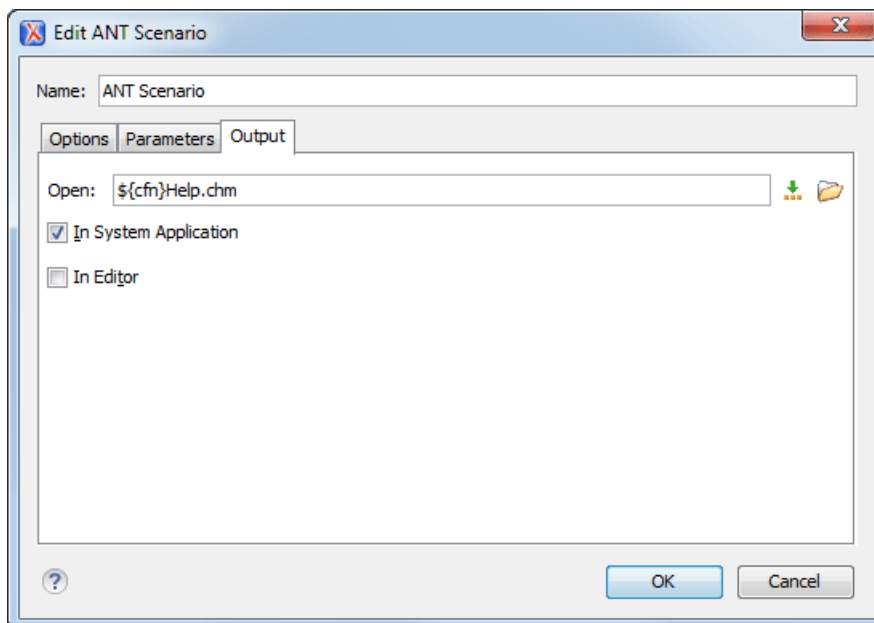 Edit ANT Scenario
Name: ANT Scenario
Options Parameters Output
Open: ${cfn}Help.chm
In System Application
In Editor
?
OK Cancel